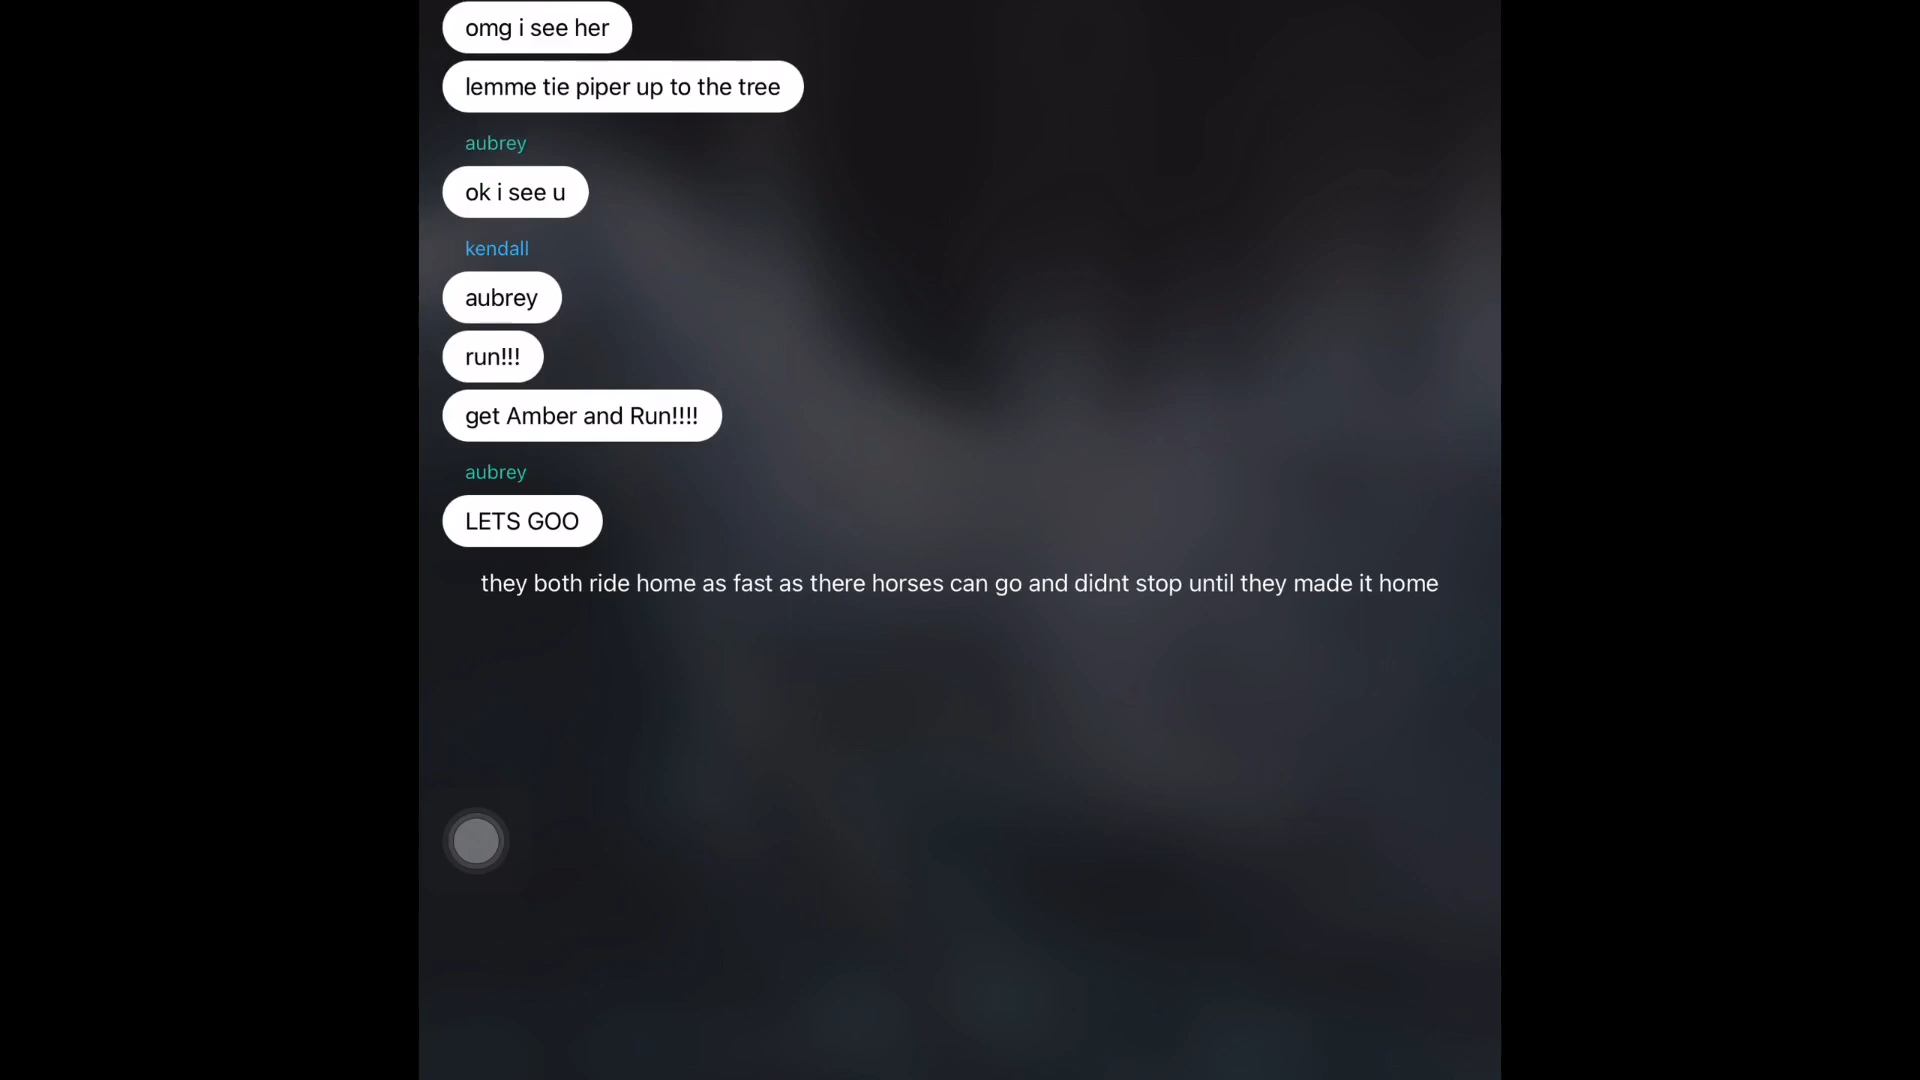 omg i see her
lemme tie piper up to the tree
aubrey
ok i see u
kendall
aubrey
run!!!
get Amber and Run!!!!
aubrey
LETS GOO
they both ride home as fast as there horses can go and didnt stop until they made it home